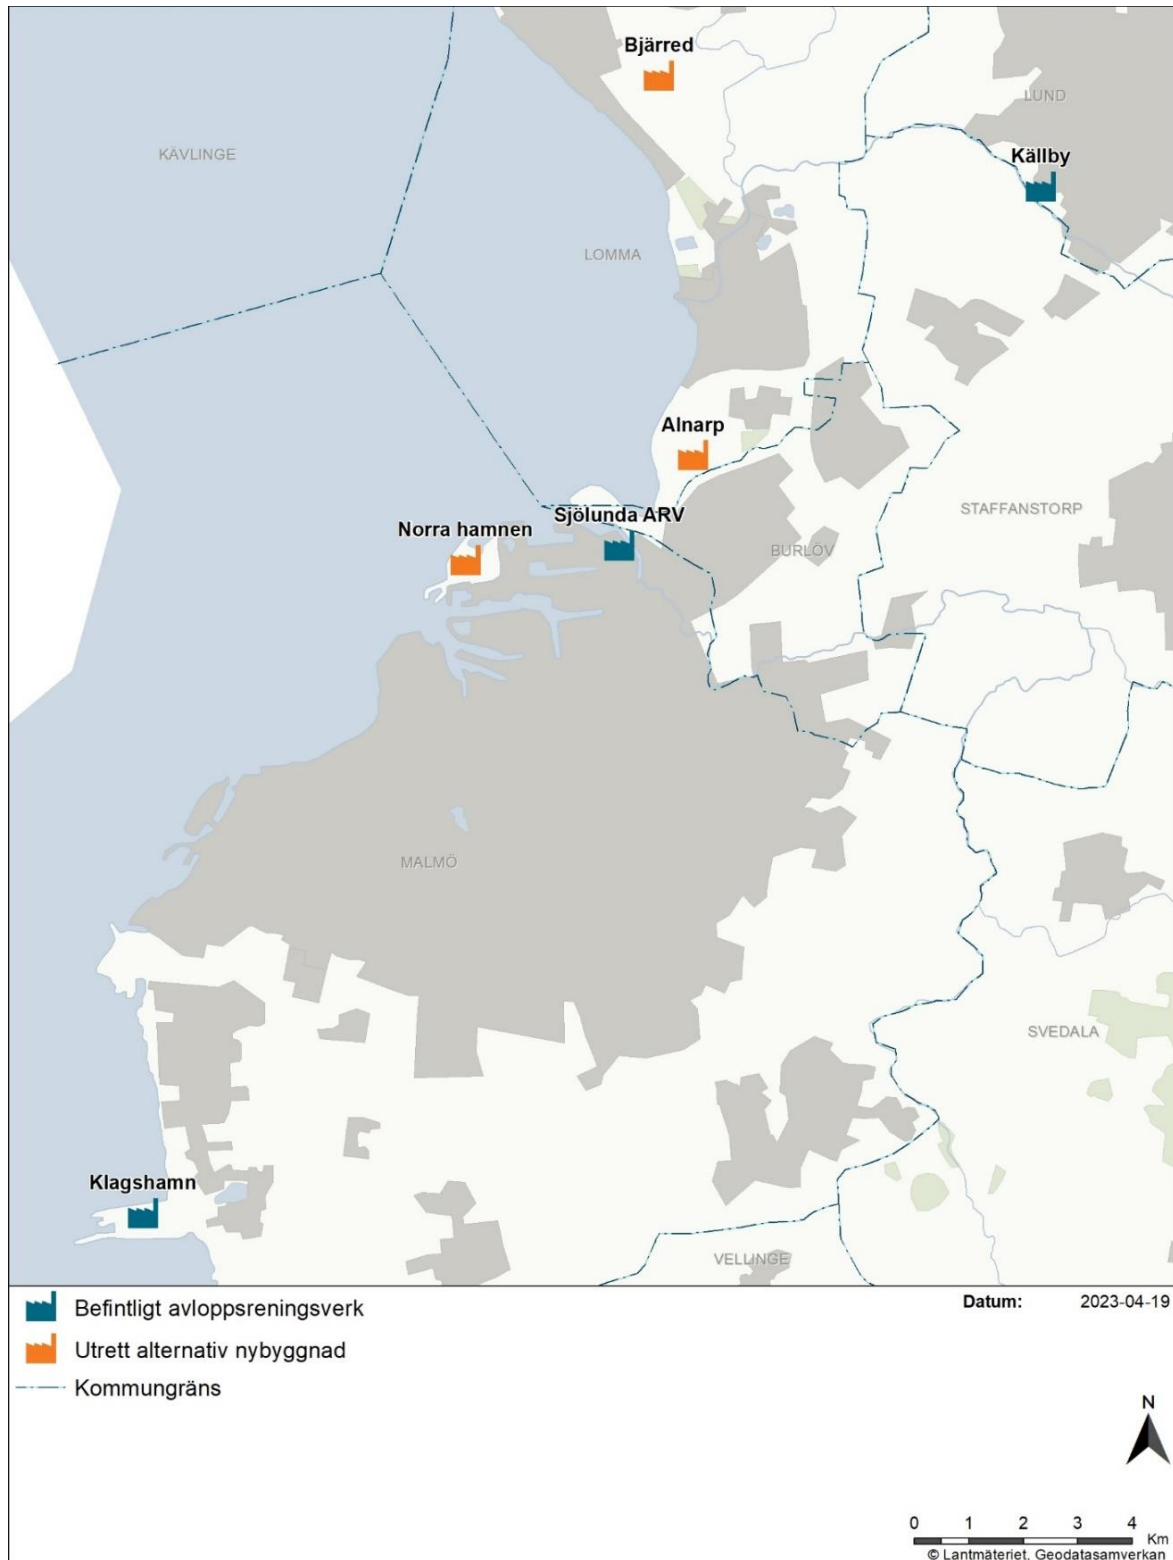 Bjärred
LUND
KÄVLINGE
Källby
LOMMA
Alnarp
STAFFANSTORP
Sjölunda ARV
Norra hamnen
BURLÖV
MALMÖ
SVEDALA
Klagshamn
VELLINGE
Befintligt avloppsreningsverk
Datum: 2023-04-19
Utrett alternativ nybyggnad
Kommungräns
N
0 1 2 3 4
Km
© Lantmäteriet, Geodatasamverkan